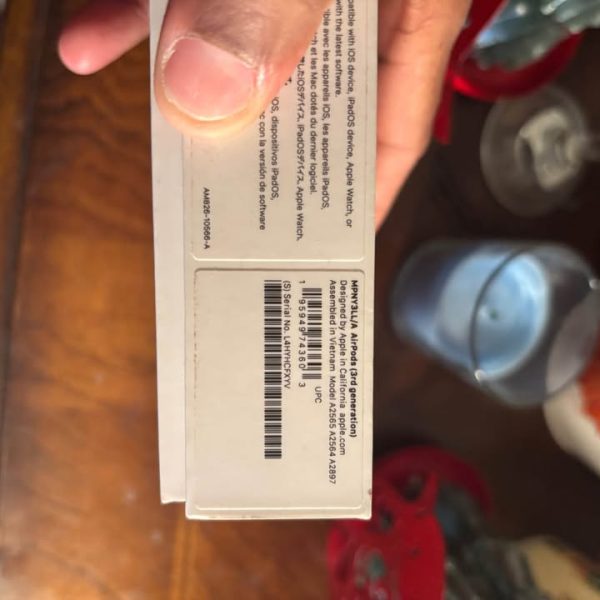 patible with iOS device, iPadOS device, Apple Watch, or
with the latest software.
ible avec les appareils iOS, les appareils iPadOS,
ch et les Mac dotés du dernier logiciel.
したiOSデバイス、iPadOSデバイス、Apple Watch、
iOS, dispositivos iPadOS,
c con la versión de software
AM826-10566-A
MPNY3LL/A AirPods (3rd generation)
Designed by Apple in California apple.com
Assembled in Vietnam Model A2565 A2564 A2897
UPC
1 95949 74360 3
(S) Serial No. L4HYHCFXYV